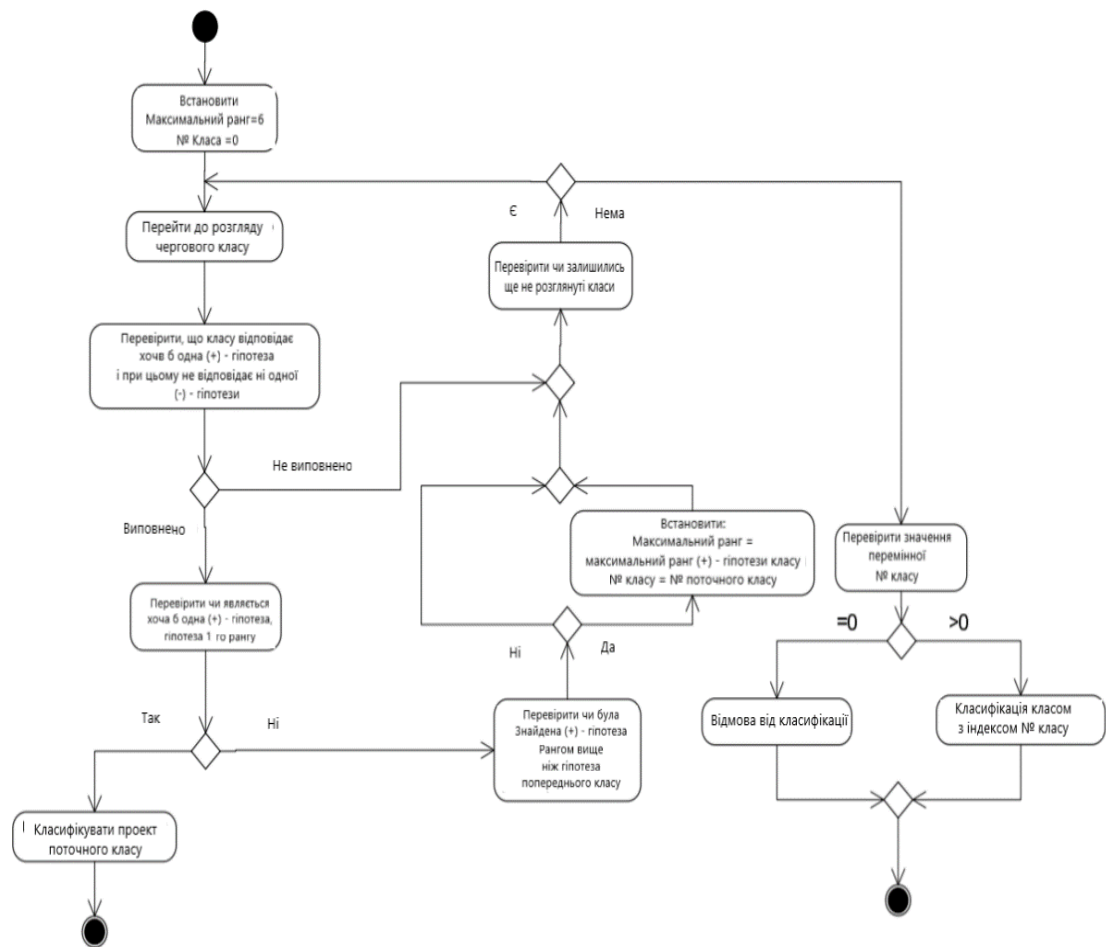 Встановити
Максимальний ранг=6
№ Класа =0
Перейти до розгляду
чергового класу
Перевірити, що класу відповідає
хочв б одна (+) - гіпотеза
і при цьому не відповідає ні одної
(-) - гіпотези
Не виповнено
Виповнено
Перевірити чи являється
хоча б одна (+) - гіпотеза,
гіпотеза 1 го рангу
Так
Ні
Класифікувати проект
поточного класу
Є
Нема
Перевірити чи залишились
ще не розглянуті класи
Встановити:
Максимальний ранг =
максимальний ранг (+) - гіпотези класу
№ класу = № поточного класу
Ні
Да
Перевірити чи була
Знайдена (+) - гіпотеза
Рангом вище
ніж гіпотеза
попереднього класу
Перевірити значення
перемінної
№ класу
=0
>0
Відмова від класифікації
Класифікація класом
з індексом № класу